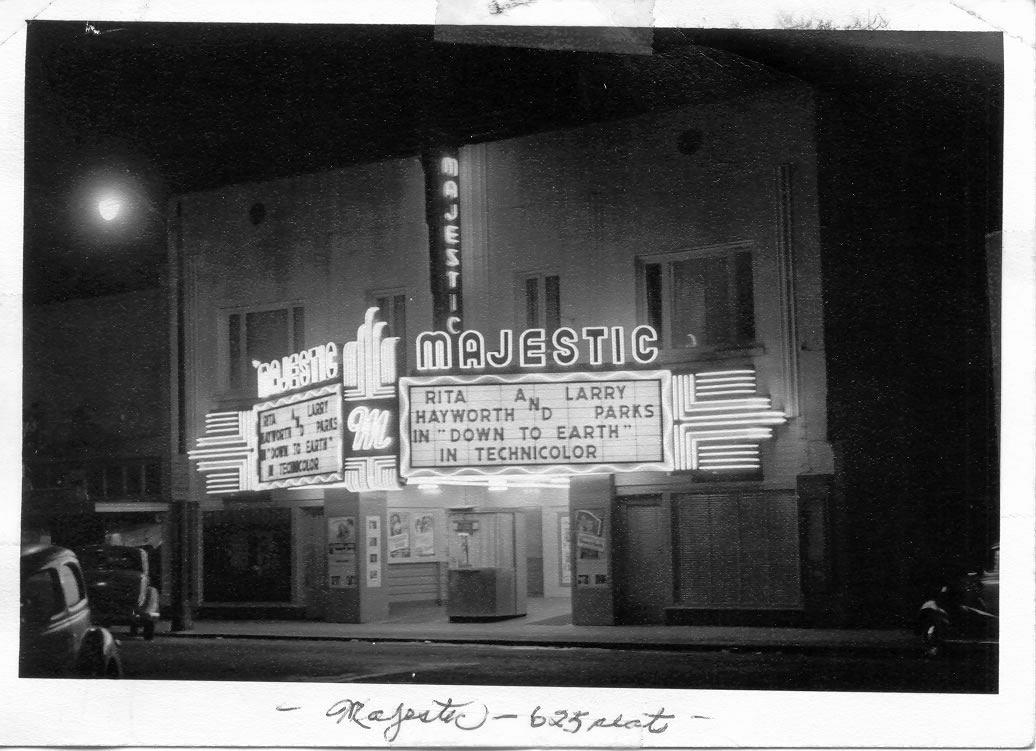 MAJESTIC
MAJESTIC
MAJESTIC
RITA AND LARRY
HAYWORTH PARKS
IN "DOWN TO EARTH"
IN TECHNICOLOR
M
RITA AND LARRY
HAYWORTH PARKS
IN "DOWN TO EARTH"
IN TECHNICOLOR
- Majestic - 625 seats -